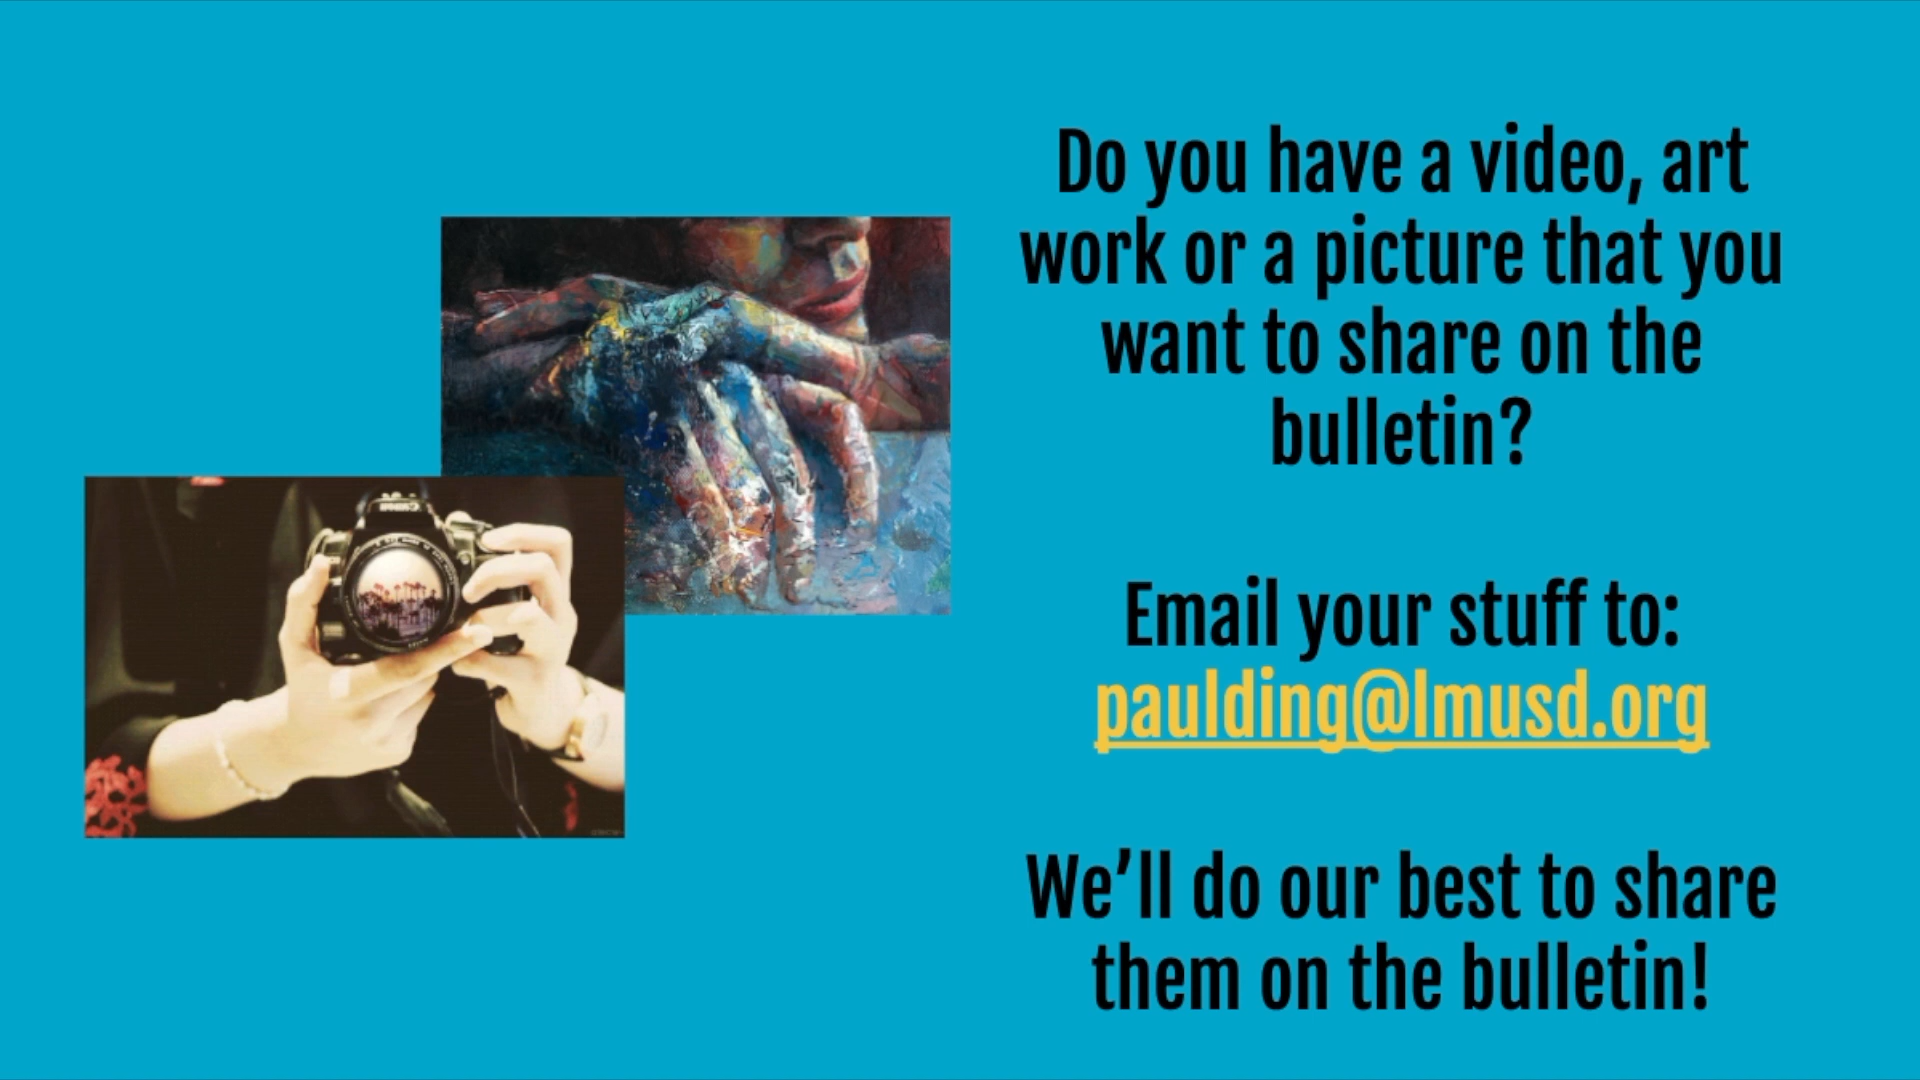 Do you have a video, art
work or a picture that you
want to share on the
bulletin?
Email your stuff to:
paulding@lmusd.org
We'll do our best to share
them on the bulletin!